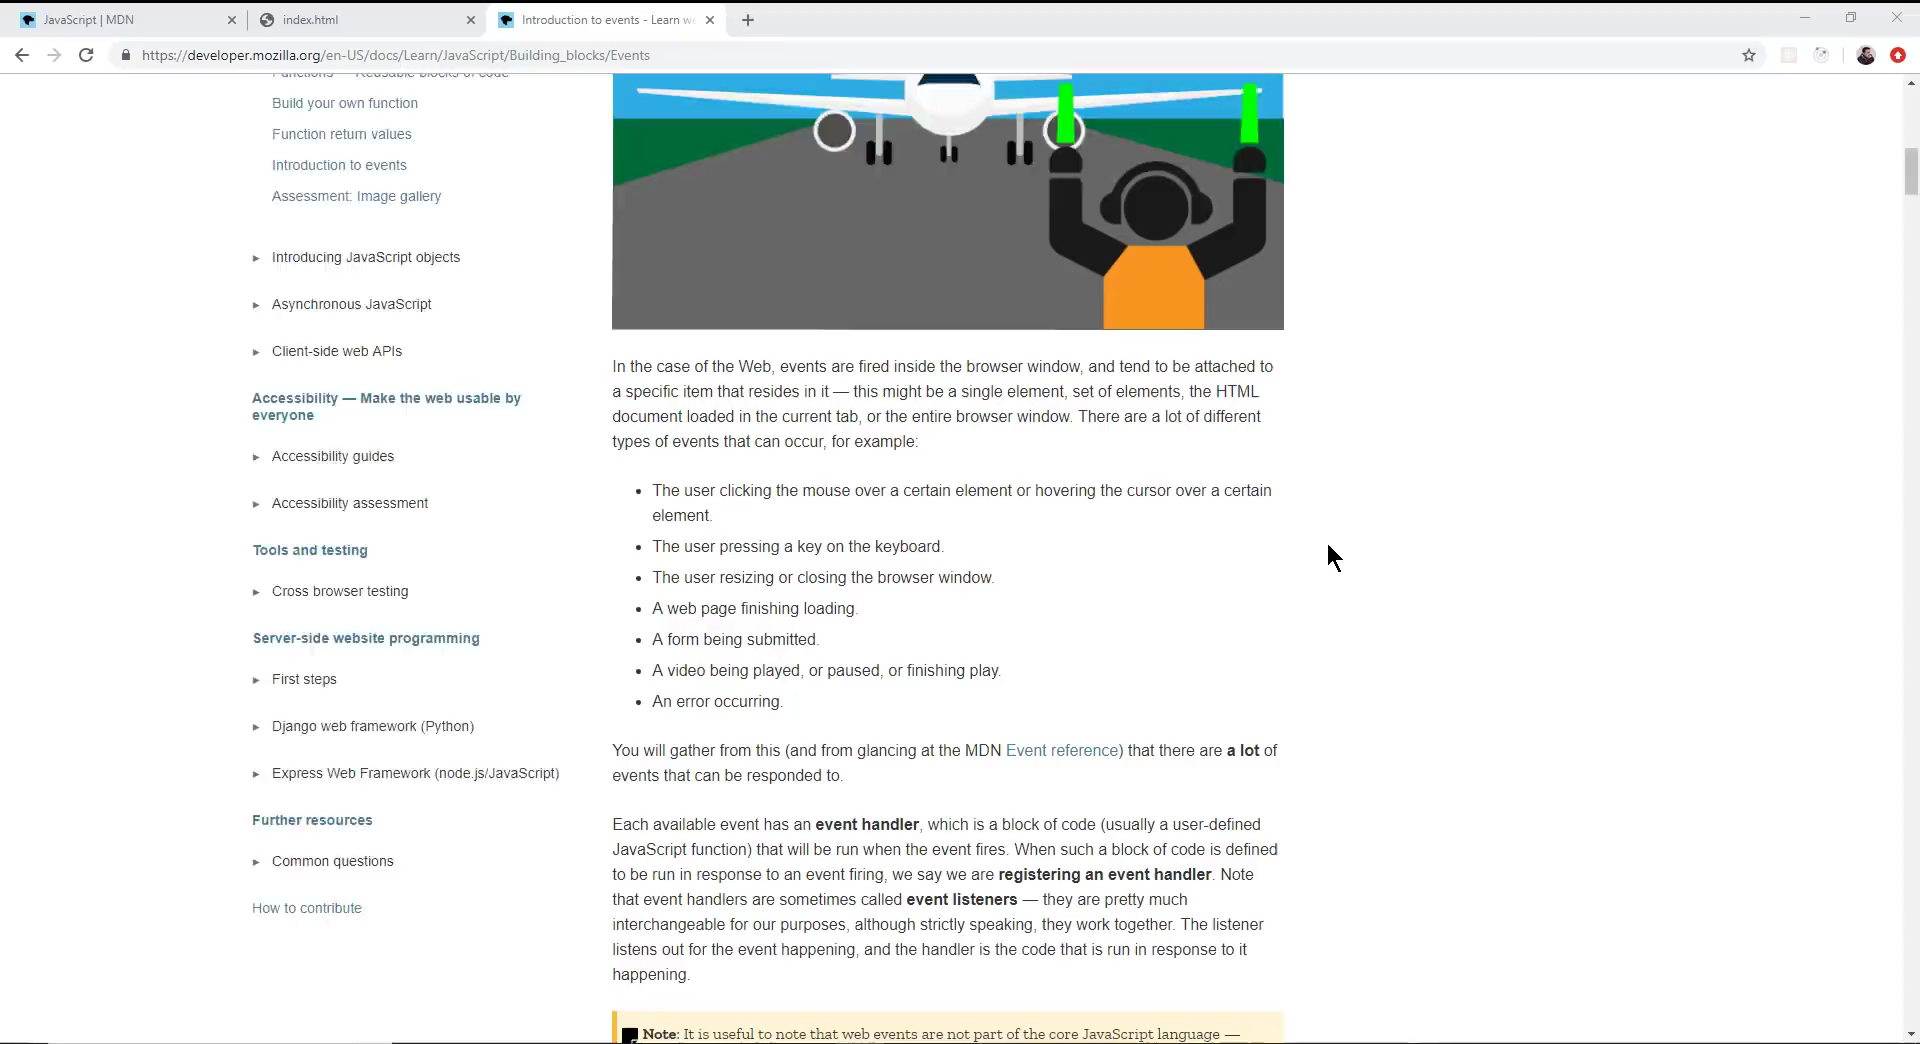 JavaScript | MDN
index.html
Introduction to events - Learn we
https://developer.mozilla.org/en-US/docs/Learn/JavaScript/Building_blocks/Events
Functions — Reusable blocks of code
Build your own function
Function return values
Introduction to events
Assessment: Image gallery
Introducing JavaScript objects
Asynchronous JavaScript
Client-side web APIs
Accessibility — Make the web usable by
everyone
Accessibility guides
Accessibility assessment
Tools and testing
Cross browser testing
Server-side website programming
First steps
Django web framework (Python)
Express Web Framework (node.js/JavaScript)
Further resources
Common questions
How to contribute
In the case of the Web, events are fired inside the browser window, and tend to be attached to
a specific item that resides in it — this might be a single element, set of elements, the HTML
document loaded in the current tab, or the entire browser window. There are a lot of different
types of events that can occur, for example:
The user clicking the mouse over a certain element or hovering the cursor over a certain
element.
The user pressing a key on the keyboard.
The user resizing or closing the browser window.
A web page finishing loading.
A form being submitted.
A video being played, or paused, or finishing play.
An error occurring.
You will gather from this (and from glancing at the MDN Event reference) that there are a lot of
events that can be responded to.
Each available event has an event handler, which is a block of code (usually a user-defined
JavaScript function) that will be run when the event fires. When such a block of code is defined
to be run in response to an event firing, we say we are registering an event handler. Note
that event handlers are sometimes called event listeners — they are pretty much
interchangeable for our purposes, although strictly speaking, they work together. The listener
listens out for the event happening, and the handler is the code that is run in response to it
happening.
Note: It is useful to note that web events are not part of the core JavaScript language —